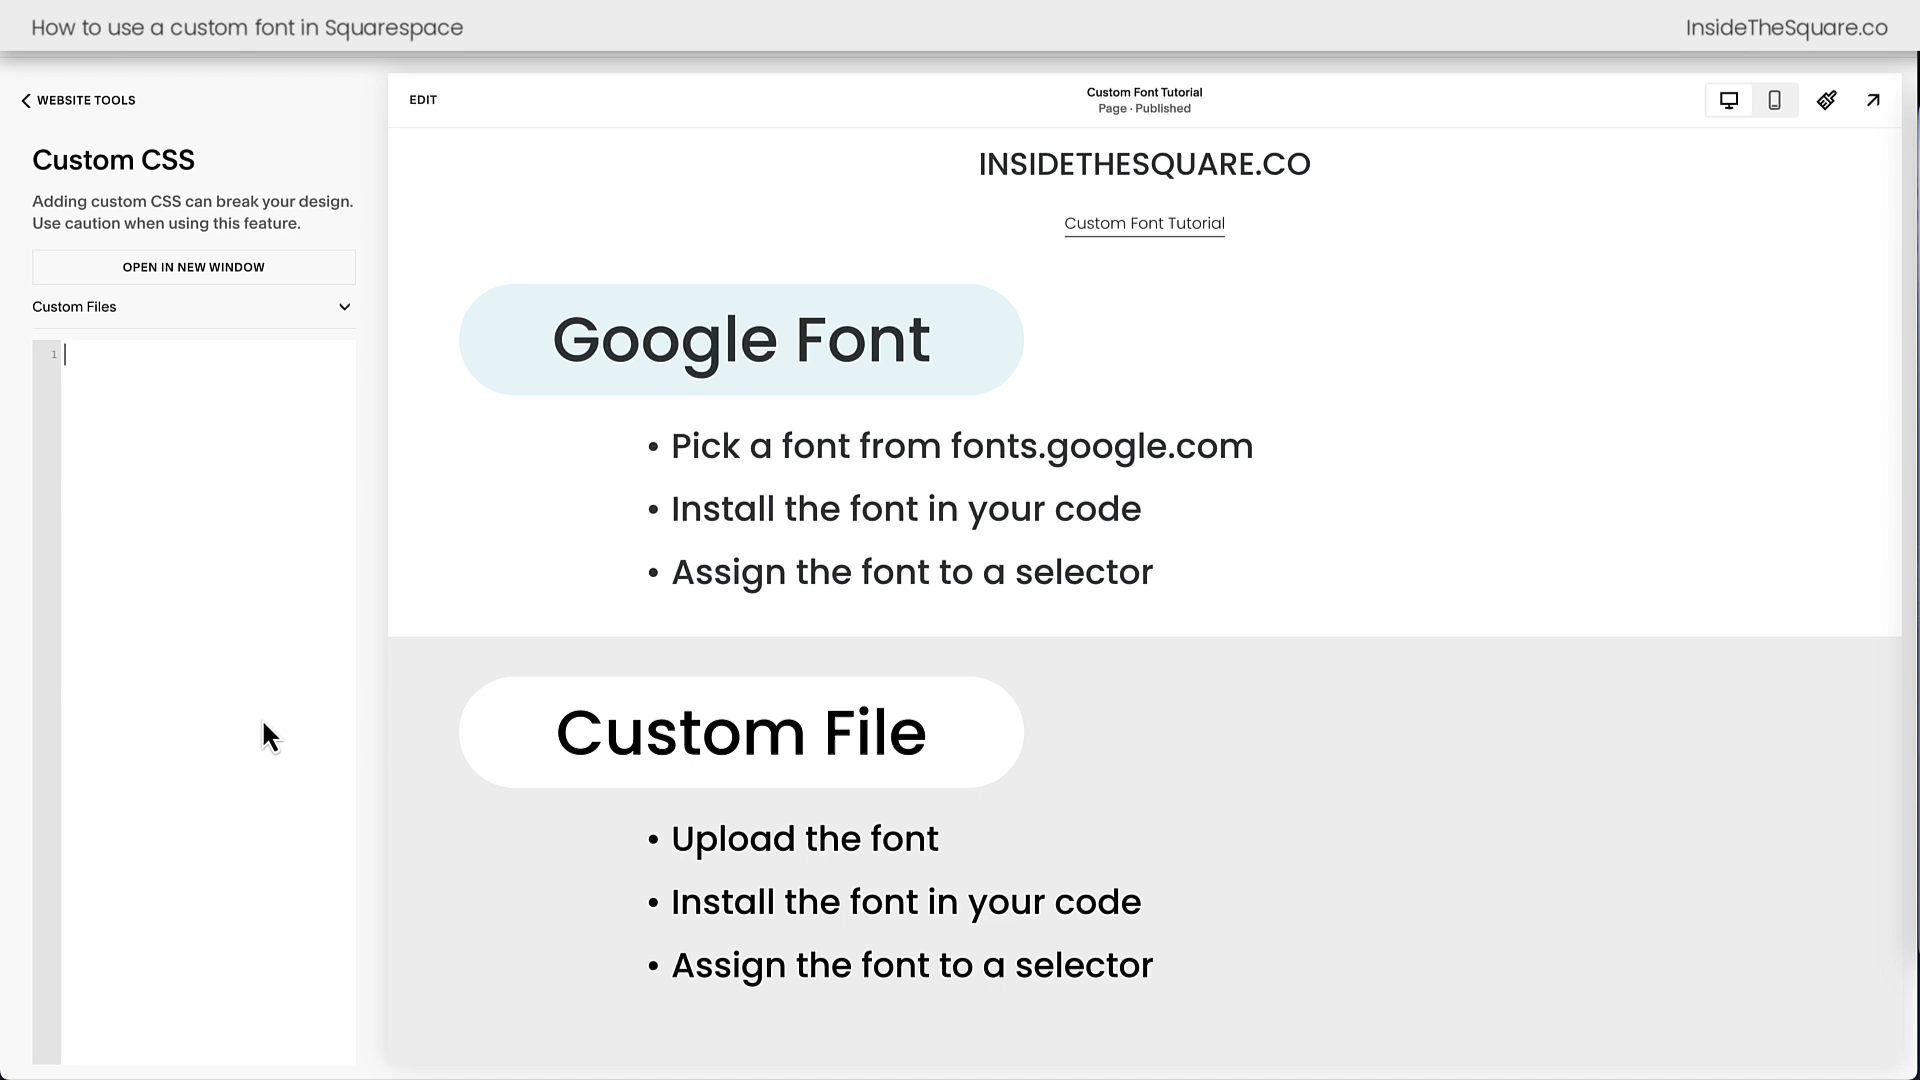 How to use a custom font in Squarespace
InsideTheSquare.co
WEBSITE TOOLS
Custom CSS
Adding custom CSS can break your design.
Use caution when using this feature.
OPEN IN NEW WINDOW
Custom Files
1
EDIT
Custom Font Tutorial
Page · Published
INSIDETHESQUARE.CO
Custom Font Tutorial
Google Font
• Pick a font from fonts.google.com
• Install the font in your code
• Assign the font to a selector
Custom File
• Upload the font
• Install the font in your code
• Assign the font to a selector